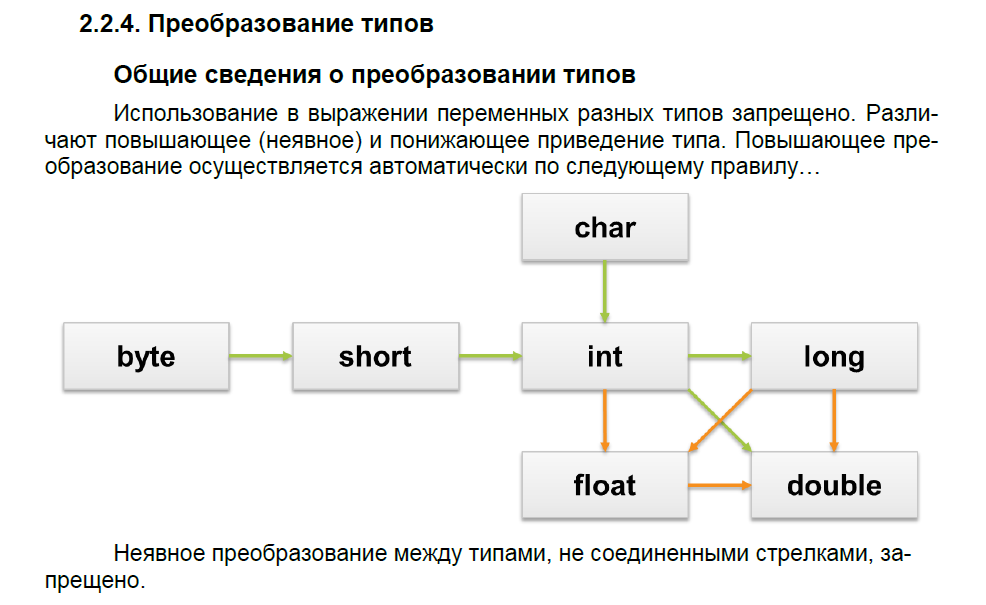 2.2.4. Преобразование типов
Общие сведения о преобразовании типов
Использование в выражении переменных разных типов запрещено. Разли-
чают повышающее (неявное) и понижающее приведение типа. Повышающее пре-
образование осуществляется автоматически по следующему правилу…
char
byte short int long
float double
Неявное преобразование между типами, не соединенными стрелками, за-
прещено.